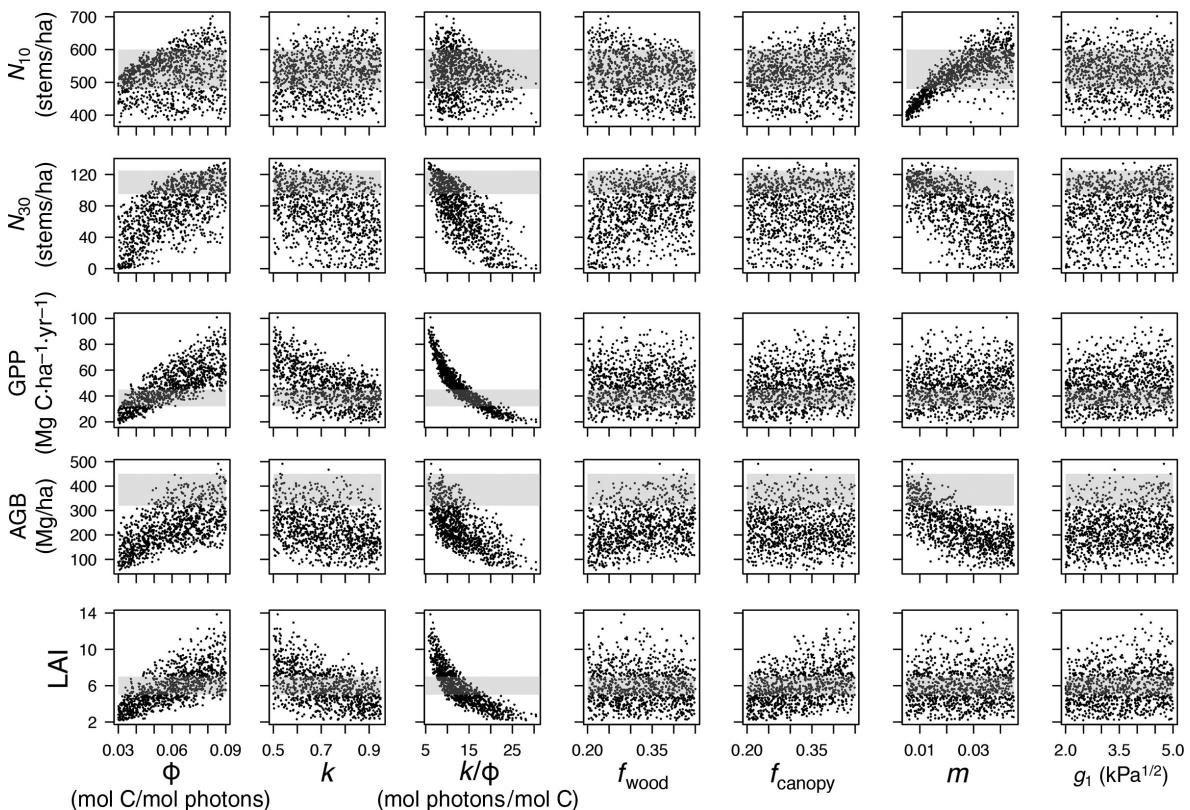 N10
(stems/ha)
700
600
500
400
N30
(stems/ha)
120
80
40
0
GPP
(Mg C·ha−1·yr−1)
100
80
60
40
20
AGB
(Mg/ha)
500
400
300
200
100
LAI
14
10
6
2
0.03 0.06 0.09 0.5 0.7 0.9 5 15 25 0.20 0.35 0.20 0.35 0.01 0.03 2.0 3.5 5.0
ϕ k k/ϕ fwood fcanopy m g1 (kPa1/2)
(mol C/mol photons) (mol photons/mol C)